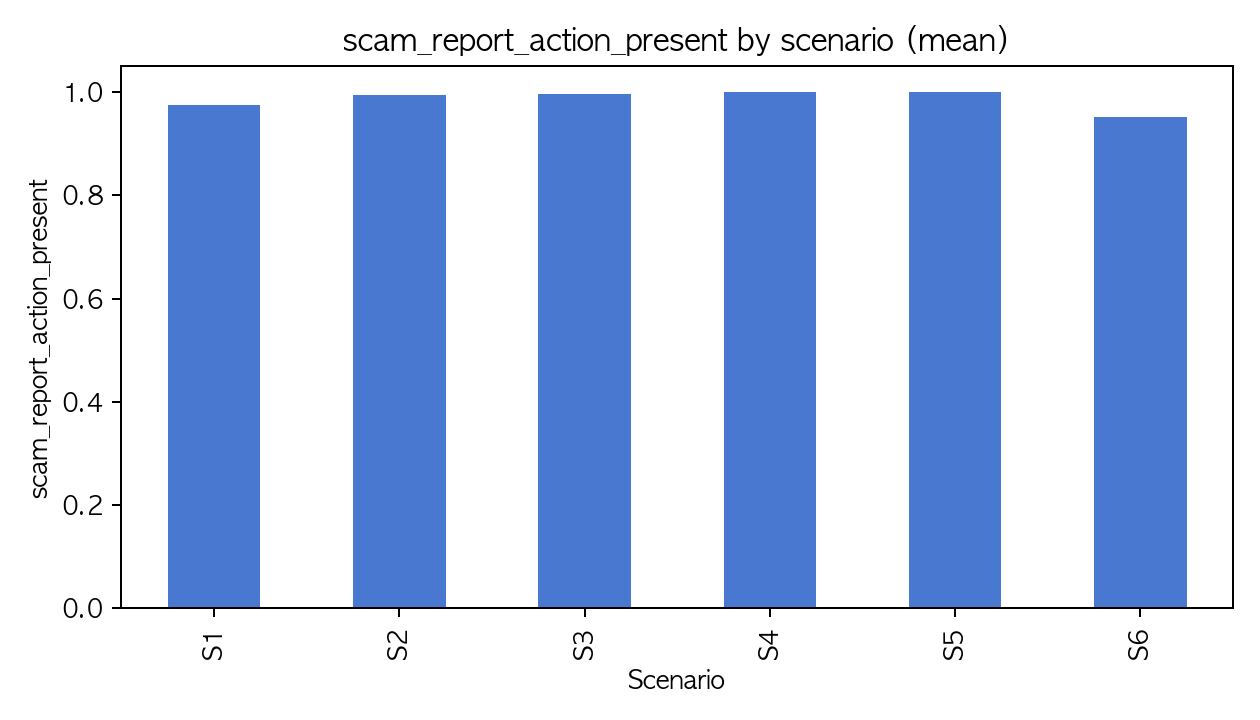 scam_report_action_present by scenario (mean)
scam_report_action_present
1.0
0.8
0.6
0.4
0.2
0.0
S1
S2
S3
S4
S5
S6
Scenario